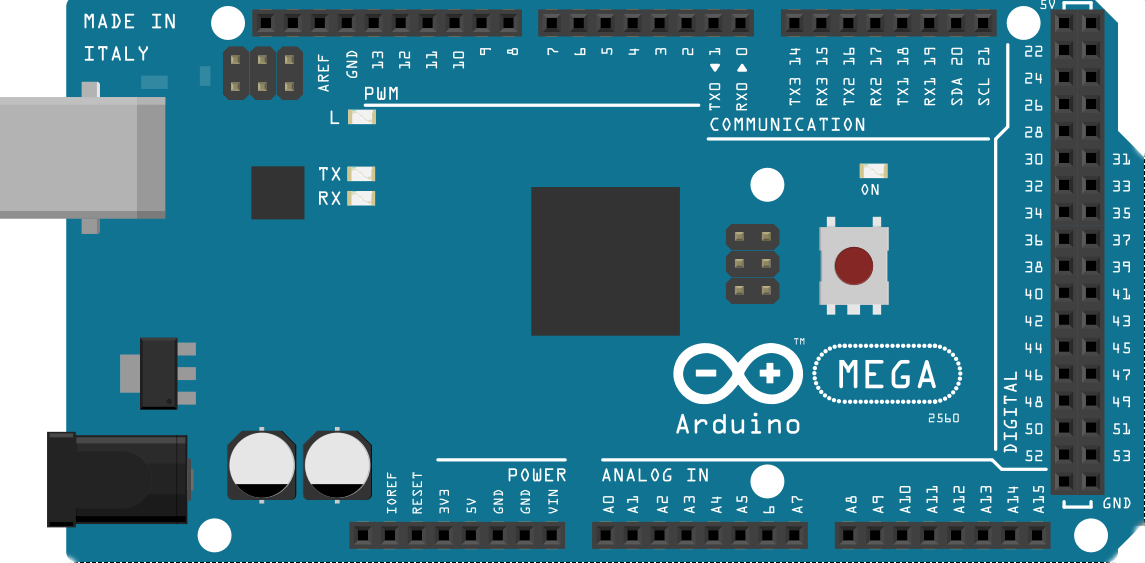 MADE IN
ITALY
5V
AREF
GND
13
12
11
10
9
8
7
6
5
4
3
2
TX0 1
RX0 0
TX3 14
RX3 15
TX2 16
RX2 17
TX1 18
RX1 19
SDA 20
SCL 21
PWM
COMMUNICATION
L
TX
RX
ON
22
24
26
28
30 31
32 33
34 35
36 37
38 39
40 41
42 43
44 45
46 47
48 49
50 51
52 53
DIGITAL
GND
TM
MEGA
Arduino
2560
POWER
ANALOG IN
IOREF
RESET
3V3
5V
GND
GND
VIN
A0
A1
A2
A3
A4
A5
6
A7
A8
A9
A10
A11
A12
A13
A14
A15